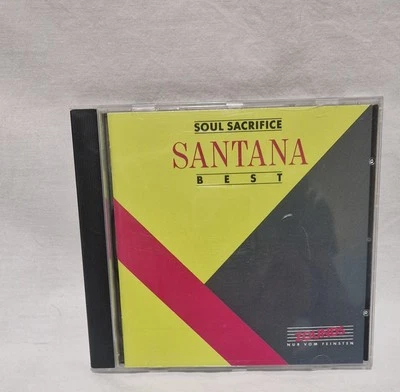 SOUL SACRIFICE
SANTANA
BEST
NUR VOM FEINSTEN